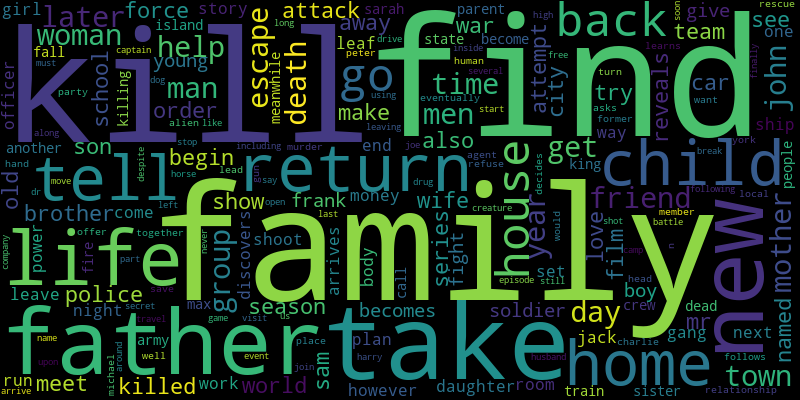 girl
later
force
story
sarah
parent
war
back
give
high
soon
rescue
woman
island
attack
away
leaf
state
become
see
one
kill
find
help
escape
death
go
time
team
car
john
fall
captain
long
peter
drive
inside
officer
must
dog
meanwhile
school
young
man
human
several
attempt
city
try
reveals
learns
free
turn
asks
former
want
finally
party
killing
order
make
men
using
eventually
start
way
york
ship
along
alien
like
leaving
another
stop
including
murder
joe
end
also
get
king
break
people
hand
son
begin
wife
agent
refuse
child
old
dr
move
despite
horse
say
lead
gun
drug
house
decides
following
local
tell
return
friend
new
mother
left
show
frank
money
year
love
shot
member
battle
brother
come
open
last
creature
would
life
family
power
offer
together
never
group
discovers
shoot
arrives
body
call
series
fight
set
film
camp
n
company
fire
part
season
episode
still
head
named
leave
police
save
becomes
soldier
day
boy
crew
dead
night
secret
max
us
plan
jack
gang
mr
next
father
take
home
town
name
army
travel
game
visit
place
harry
charlie
follows
upon
well
event
join
husband
run
meet
killed
work
world
sam
room
arrive
michael
around
however
daughter
train
sister
relationship